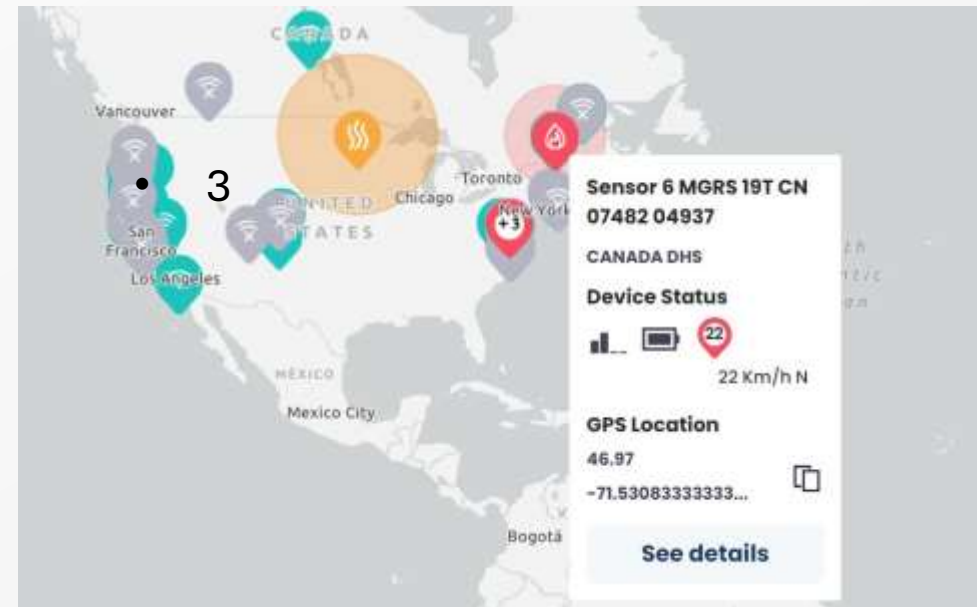 CANADA
Vancouver
• 3
Toronto
Chicago
UNITED
STATES
New York
+3
San
Francisco
Los Angeles
MÉXICO
Mexico City
Bogotá
Sensor 6 MGRS 19T CN
07482 04937
CANADA DHS
Device Status
22
22 Km/h N
GPS Location
46.97
-71.53083333333...
See details